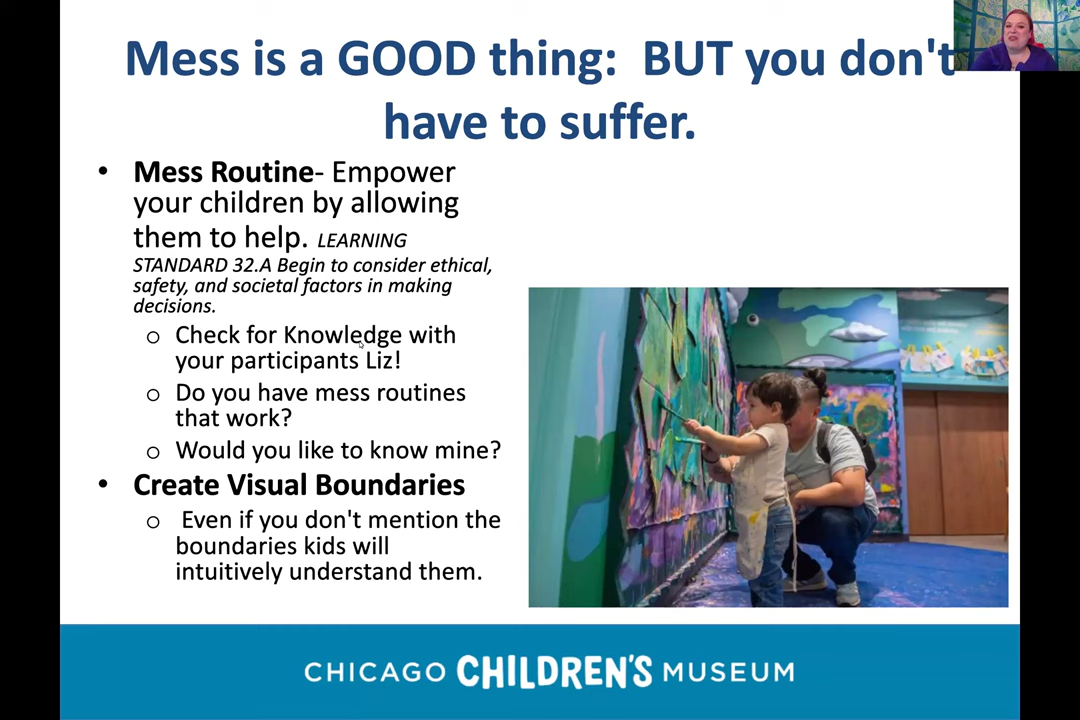 Mess is a GOOD thing:  BUT you don't
have to suffer.
• Mess Routine- Empower
your children by allowing
them to help. LEARNING
STANDARD 32.A Begin to consider ethical,
safety, and societal factors in making
decisions.
o Check for Knowledge with
your participants Liz!
o Do you have mess routines
that work?
o Would you like to know mine?
• Create Visual Boundaries
o Even if you don't mention the
boundaries kids will
intuitively understand them.
CHICAGO CHILDREN'S MUSEUM